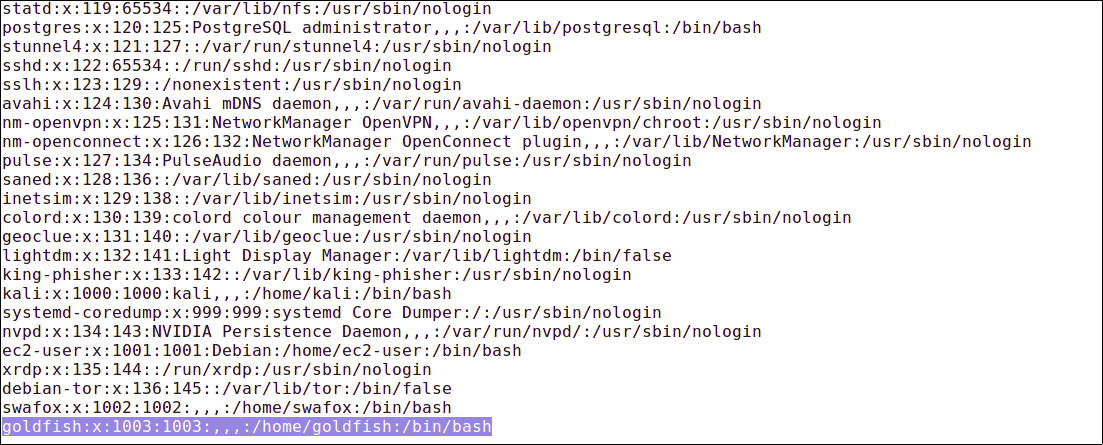 statd:x:119:65534::/var/lib/nfs:/usr/sbin/nologin
postgres:x:120:125:PostgreSQL administrator,,,:/var/lib/postgresql:/bin/bash
stunnel4:x:121:127::/var/run/stunnel4:/usr/sbin/nologin
sshd:x:122:65534::/run/sshd:/usr/sbin/nologin
sslh:x:123:129::/nonexistent:/usr/sbin/nologin
avahi:x:124:130:Avahi mDNS daemon,,,:/var/run/avahi-daemon:/usr/sbin/nologin
nm-openvpn:x:125:131:NetworkManager OpenVPN,,,:/var/lib/openvpn/chroot:/usr/sbin/nologin
nm-openconnect:x:126:132:NetworkManager OpenConnect plugin,,,:/var/lib/NetworkManager:/usr/sbin/nologin
pulse:x:127:134:PulseAudio daemon,,,:/var/run/pulse:/usr/sbin/nologin
saned:x:128:136::/var/lib/saned:/usr/sbin/nologin
inetsim:x:129:138::/var/lib/inetsim:/usr/sbin/nologin
colord:x:130:139:colord colour management daemon,,,:/var/lib/colord:/usr/sbin/nologin
geoclue:x:131:140::/var/lib/geoclue:/usr/sbin/nologin
lightdm:x:132:141:Light Display Manager:/var/lib/lightdm:/bin/false
king-phisher:x:133:142::/var/lib/king-phisher:/usr/sbin/nologin
kali:x:1000:1000:kali,,,:/home/kali:/bin/bash
systemd-coredump:x:999:999:systemd Core Dumper:/:/usr/sbin/nologin
nvpd:x:134:143:NVIDIA Persistence Daemon,,,:/var/run/nvpd/:/usr/sbin/nologin
ec2-user:x:1001:1001:Debian:/home/ec2-user:/bin/bash
xrdp:x:135:144::/run/xrdp:/usr/sbin/nologin
debian-tor:x:136:145::/var/lib/tor:/bin/false
swafox:x:1002:1002:,,,:/home/swafox:/bin/bash
goldfish:x:1003:1003:,,,:/home/goldfish:/bin/bash